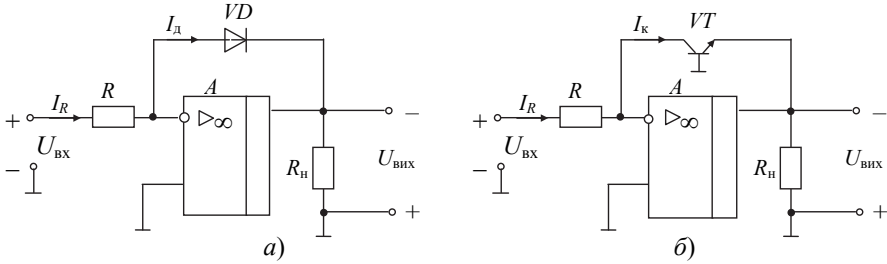 I_д VD
I_R R A
+ ▷∞ −
U_вх
− R_н U_вих
+
а)
I_к VT
I_R R A
+ ▷∞ −
U_вх
− R_н U_вих
+
б)